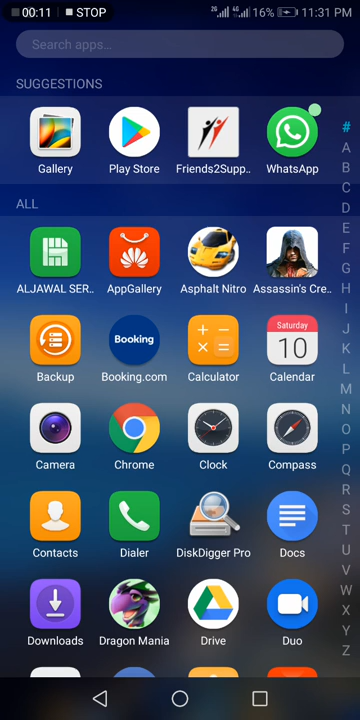 00:11 STOP 2G 4G 16% 11:31 PM
Search apps...
SUGGESTIONS
Gallery Play Store Friends2Supp.. WhatsApp
ALL
ALJAWAL SER.. AppGallery Asphalt Nitro Assassin's Cre..
Booking
Saturday
10
Backup Booking.com Calculator Calendar
Camera Chrome Clock Compass
Contacts Dialer DiskDigger Pro Docs
Downloads Dragon Mania Drive Duo
#
A
B
C
D
E
F
G
H
I
J
K
L
M
N
O
P
Q
R
S
T
U
V
W
X
Y
Z